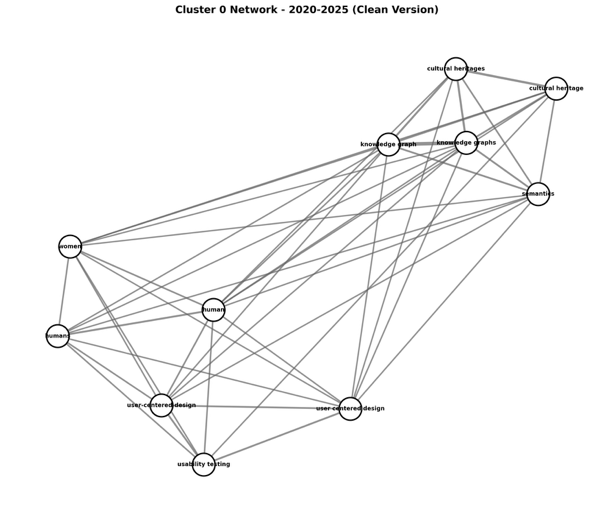 Cluster 0 Network - 2020-2025 (Clean Version)
cultural heritages
cultural heritage
knowledge graph
knowledge graphs
semantics
women
human
humans
user-centered design
user centered design
usability testing